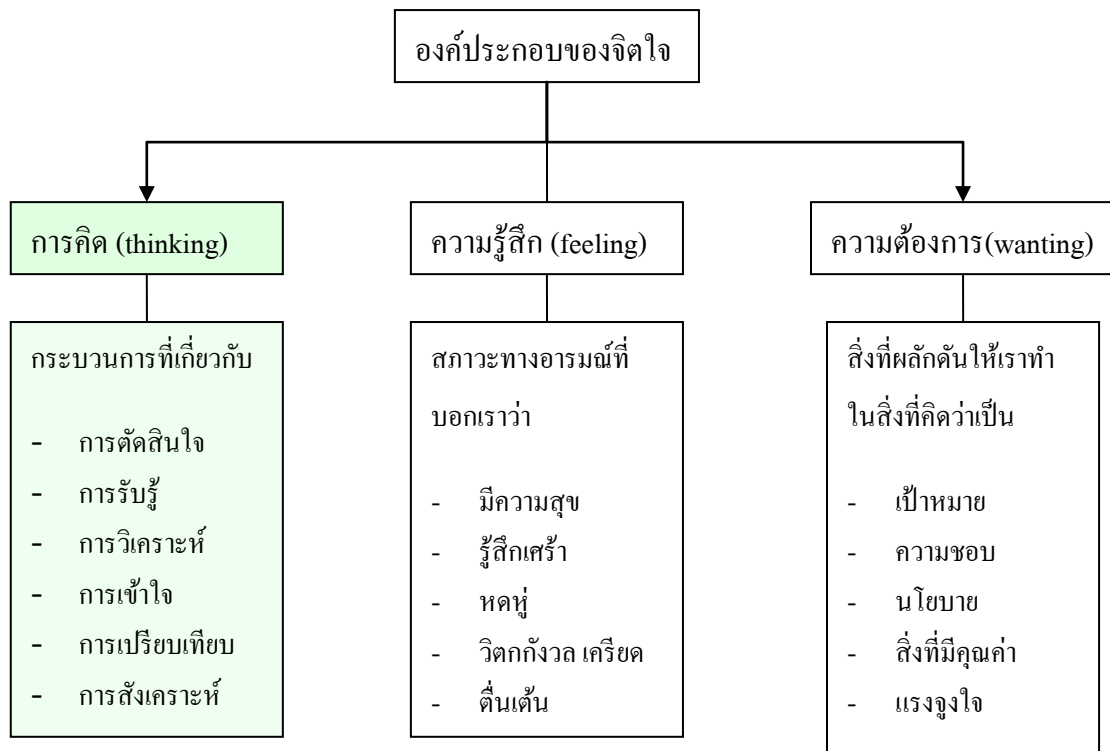 องค์ประกอบของจิตใจ
การคิด (thinking)
กระบวนการที่เกี่ยวกับ
- การตัดสินใจ
- การรับรู้
- การวิเคราะห์
- การเข้าใจ
- การเปรียบเทียบ
- การสังเคราะห์
ความรู้สึก (feeling)
สภาวะทางอารมณ์ที่
บอกเราว่า
- มีความสุข
- รู้สึกเศร้า
- หดหู่
- วิตกกังวล เครียด
- ตื่นเต้น
ความต้องการ(wanting)
สิ่งที่ผลักดันให้เราทำ
ในสิ่งที่คิดว่าเป็น
- เป้าหมาย
- ความชอบ
- นโยบาย
- สิ่งที่มีคุณค่า
- แรงจูงใจ